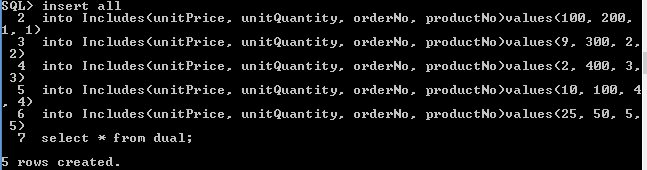 SQL> insert all
  2  into Includes(unitPrice, unitQuantity, orderNo, productNo)values(100, 200,
1, 1)
  3  into Includes(unitPrice, unitQuantity, orderNo, productNo)values(9, 300, 2,
2)
  4  into Includes(unitPrice, unitQuantity, orderNo, productNo)values(2, 400, 3,
3)
  5  into Includes(unitPrice, unitQuantity, orderNo, productNo)values(10, 100, 4
, 4)
  6  into Includes(unitPrice, unitQuantity, orderNo, productNo)values(25, 50, 5,
5)
  7  select * from dual;
5 rows created.